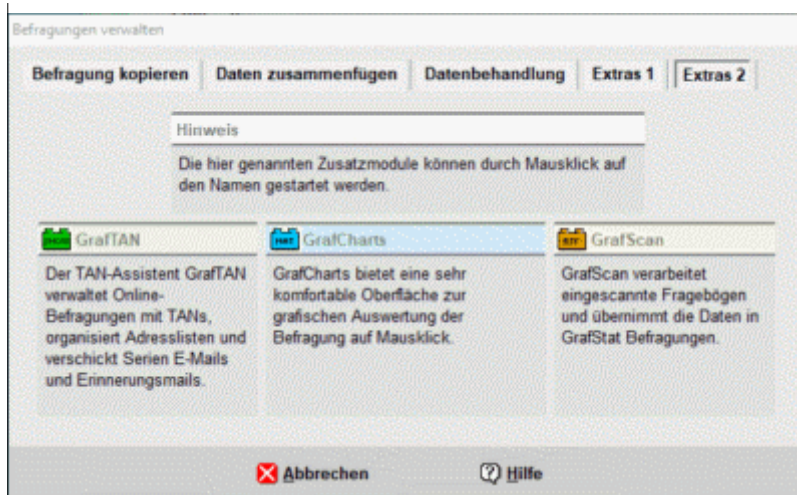 Befragungen verwalten
Befragung kopieren
Daten zusammenfügen
Datenbehandlung
Extras 1
Extras 2
Hinweis
Die hier genannten Zusatzmodule können durch Mausklick auf
den Namen gestartet werden.
GrafTAN
Der TAN-Assistent GrafTAN
verwaltet Online-
Befragungen mit TANs,
organisiert Adresslisten und
verschickt Serien E-Mails
und Erinnerungsmails.
GrafCharts
GrafCharts bietet eine sehr
komfortable Oberfläche zur
grafischen Auswertung der
Befragung auf Mausklick.
GrafScan
GrafScan verarbeitet
eingescannte Fragebögen
und übernimmt die Daten in
GrafStat Befragungen.
Abbrechen
Hilfe